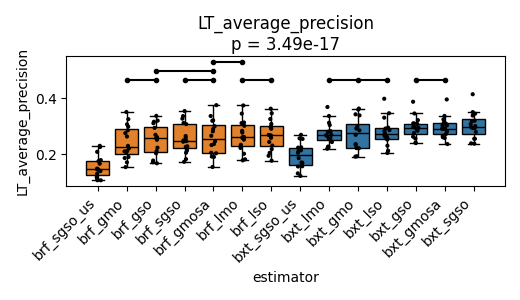 LT_average_precision
p = 3.49e-17
LT_average_precision
0.4
0.2
brf_sgso_us
brf_gmo
brf_gso
brf_sgso
brf_gmosa
brf_lmo
brf_lso
bxt_sgso_us
bxt_lmo
bxt_gmo
bxt_lso
bxt_gso
bxt_gmosa
bxt_sgso
estimator